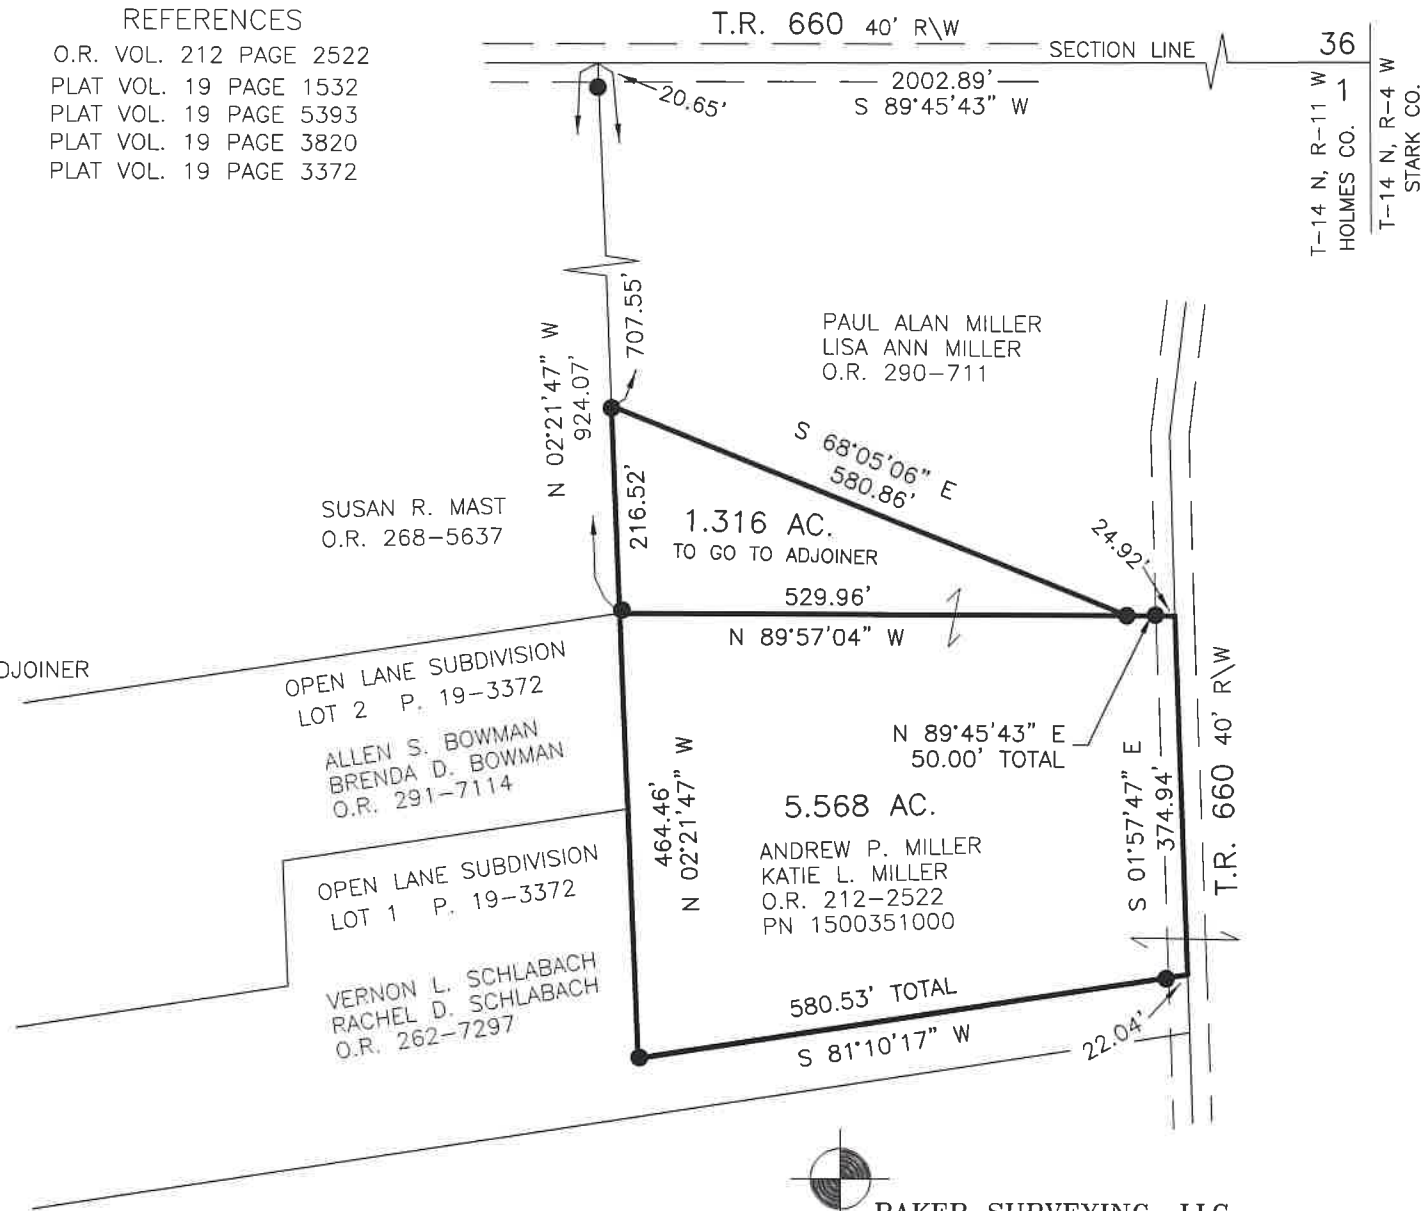 REFERENCES
O.R. VOL. 212 PAGE 2522
PLAT VOL. 19 PAGE 1532
PLAT VOL. 19 PAGE 5393
PLAT VOL. 19 PAGE 3820
PLAT VOL. 19 PAGE 3372
T.R. 660 40' R\W
SECTION LINE
36
1
2002.89'
S 89°45'43" W
20.65'
T-14 N, R-11 W
HOLMES CO.
T-14 N, R-4 W
STARK CO.
707.55'
N 02°21'47" W
924.07'
PAUL ALAN MILLER
LISA ANN MILLER
O.R. 290-711
S 68°05'06" E
580.86'
216.52'
SUSAN R. MAST
O.R. 268-5637
1.316 AC.
TO GO TO ADJOINER
24.92'
529.96'
N 89°57'04" W
DJOINER
OPEN LANE SUBDIVISION
LOT 2 P. 19-3372
ALLEN S. BOWMAN
BRENDA D. BOWMAN
O.R. 291-7114
N 89°45'43" E
50.00' TOTAL
464.46'
N 02°21'47" W
5.568 AC.
ANDREW P. MILLER
KATIE L. MILLER
O.R. 212-2522
PN 1500351000
S 01°57'47" E
374.94'
T.R. 660 40' R\W
OPEN LANE SUBDIVISION
LOT 1 P. 19-3372
VERNON L. SCHLABACH
RACHEL D. SCHLABACH
O.R. 262-7297
580.53' TOTAL
S 81°10'17" W
22.04'
BAKER SURVEYING, LLC